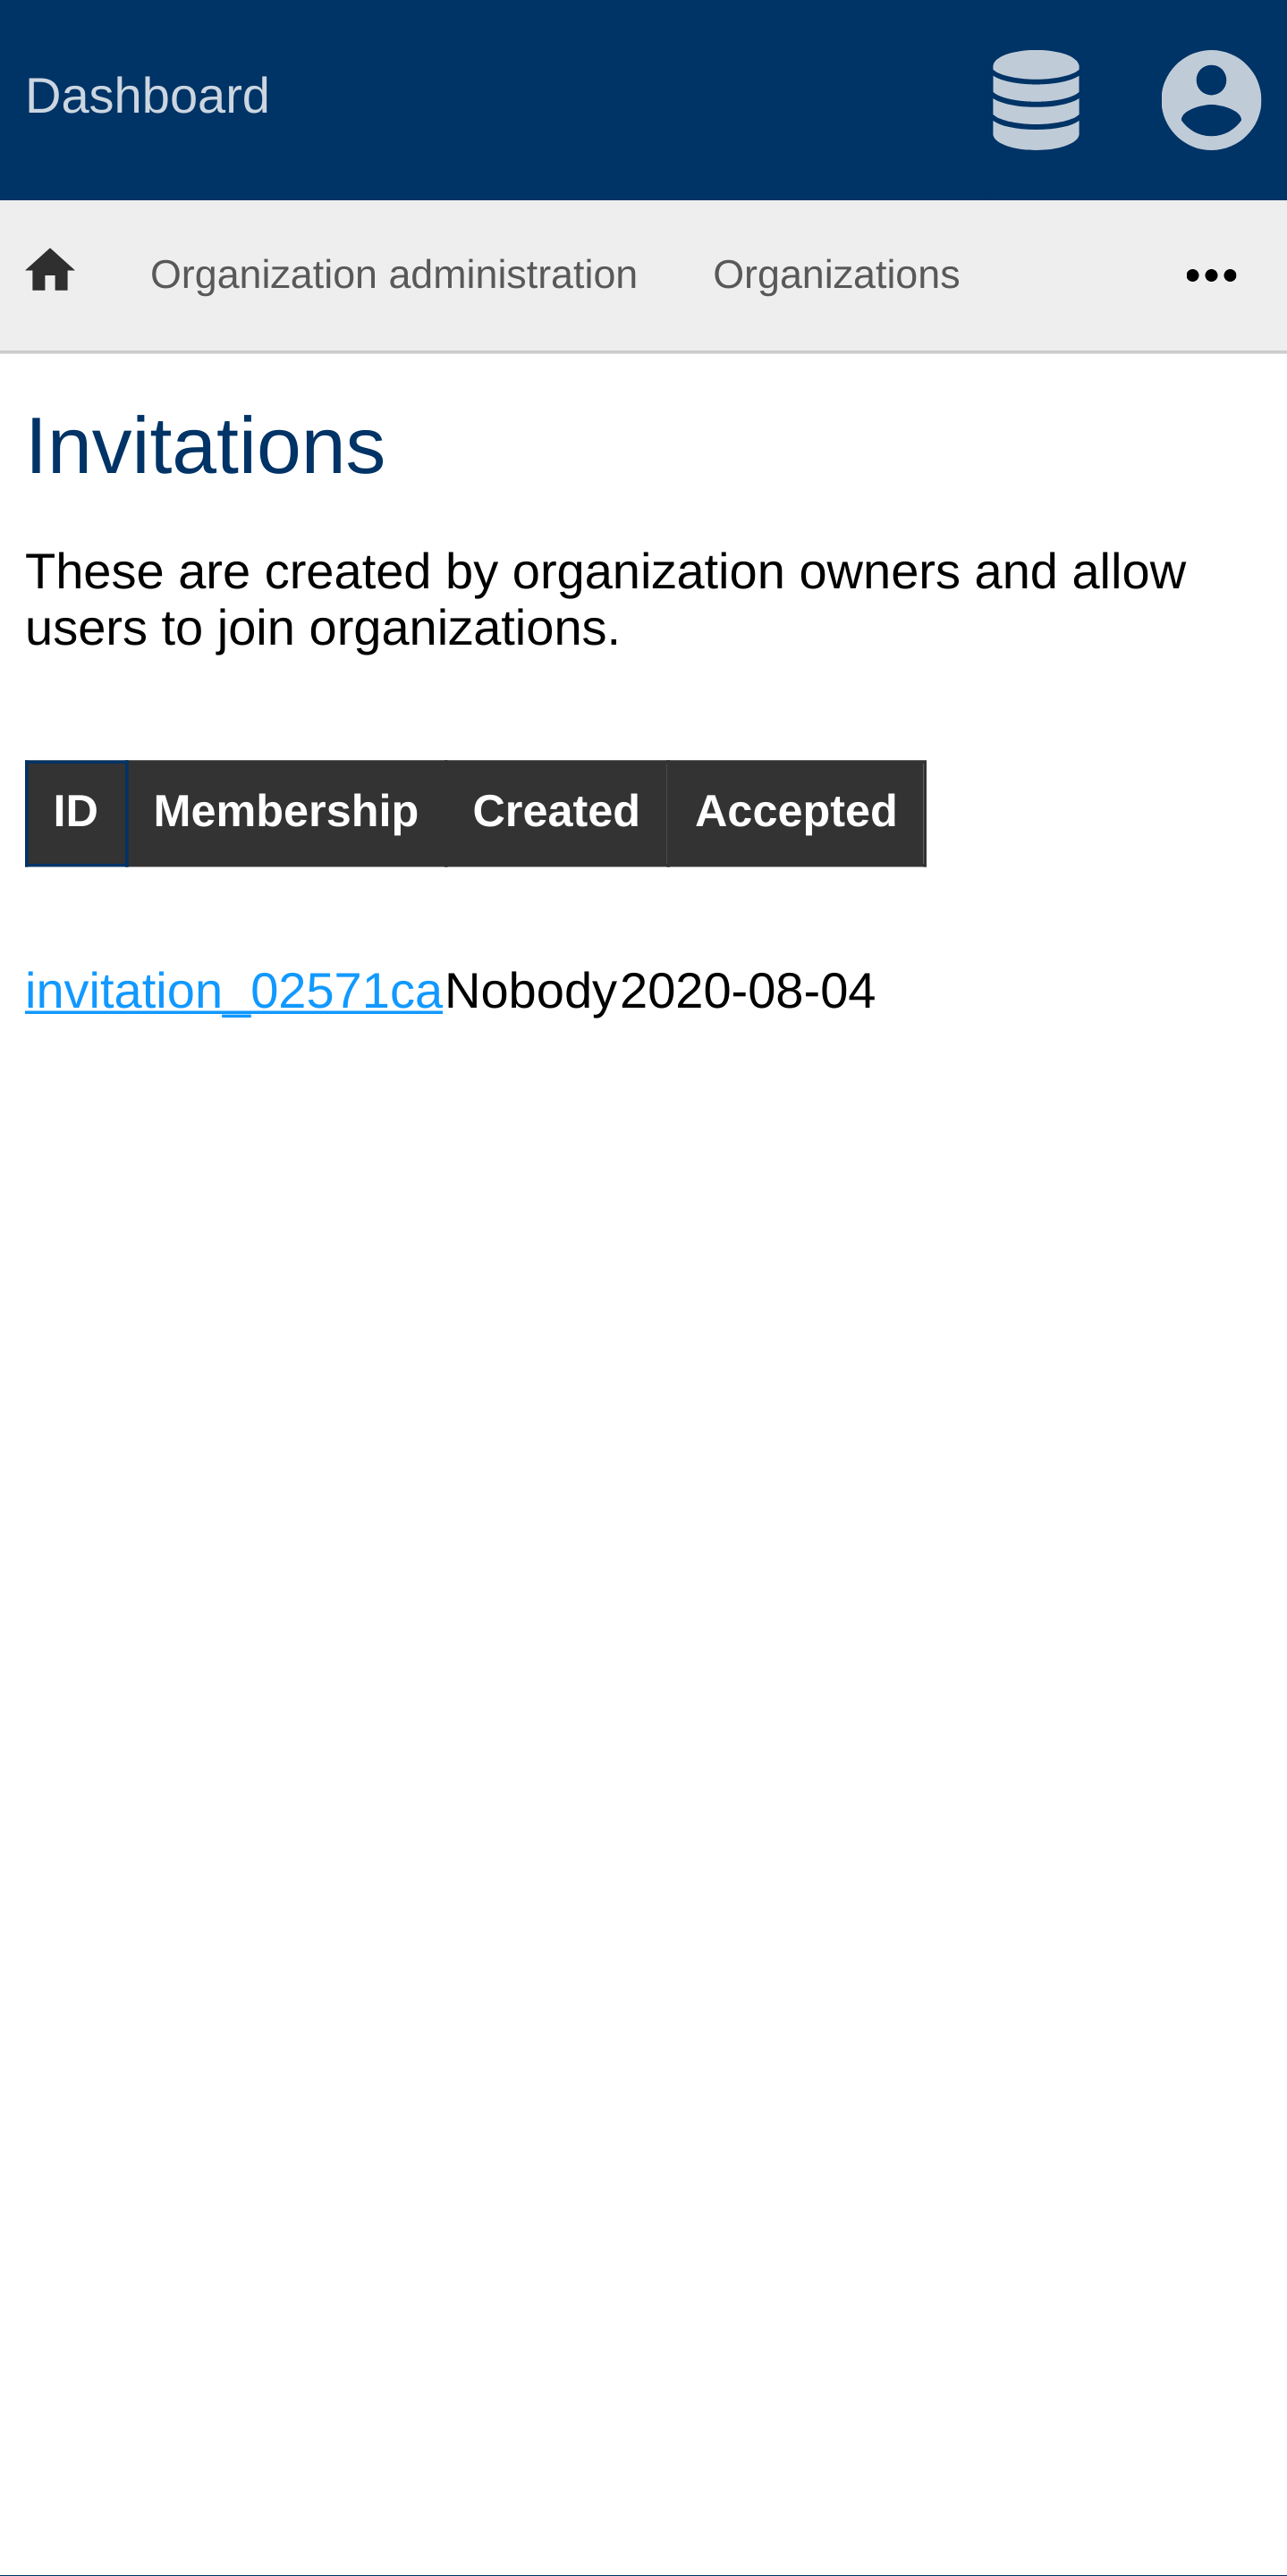 Dashboard
Organization administration Organizations
Invitations
These are created by organization owners and allow
users to join organizations.
ID Membership Created Accepted
invitation_02571ca Nobody 2020-08-04